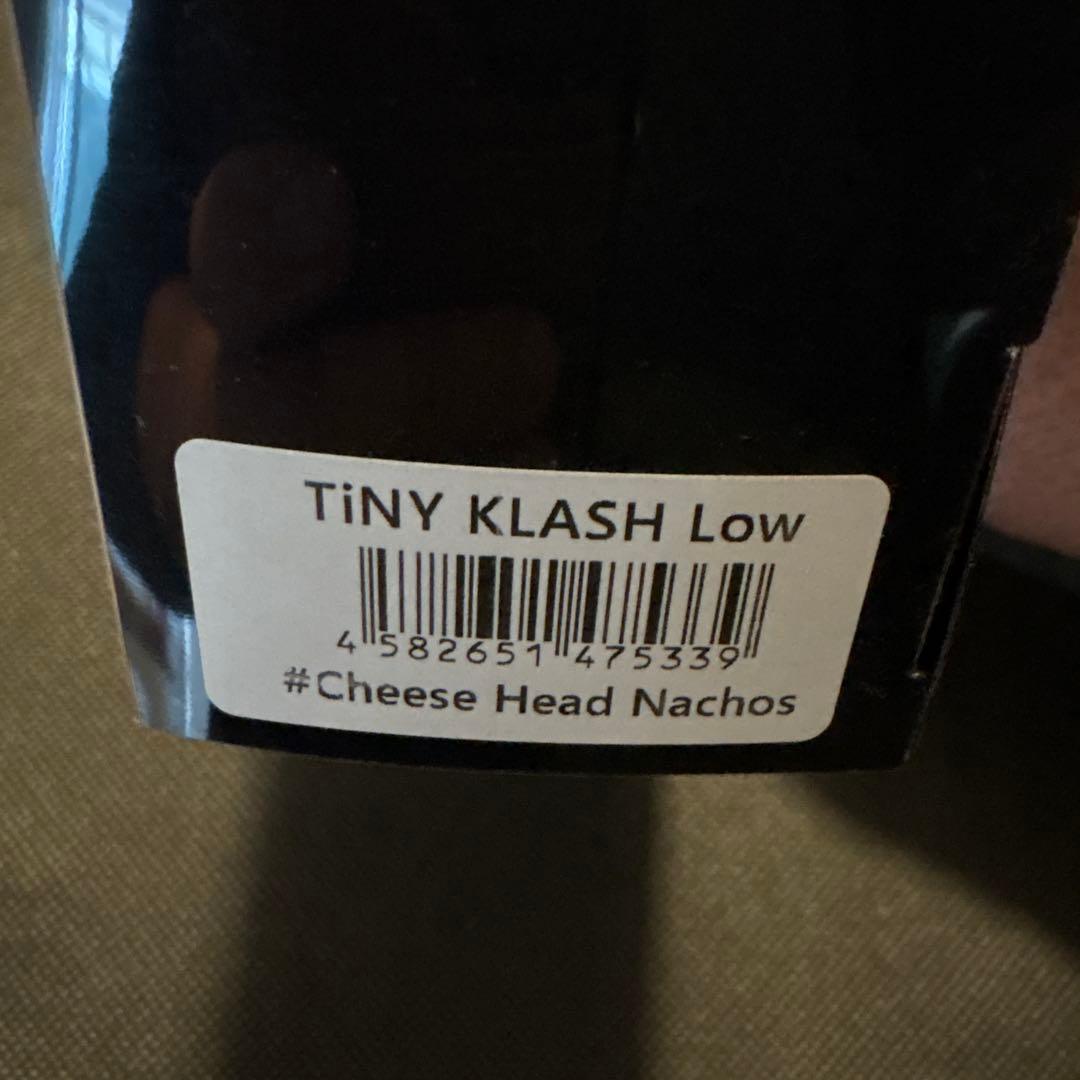 TiNY KLASH Low
4 582651 475339
#Cheese Head Nachos